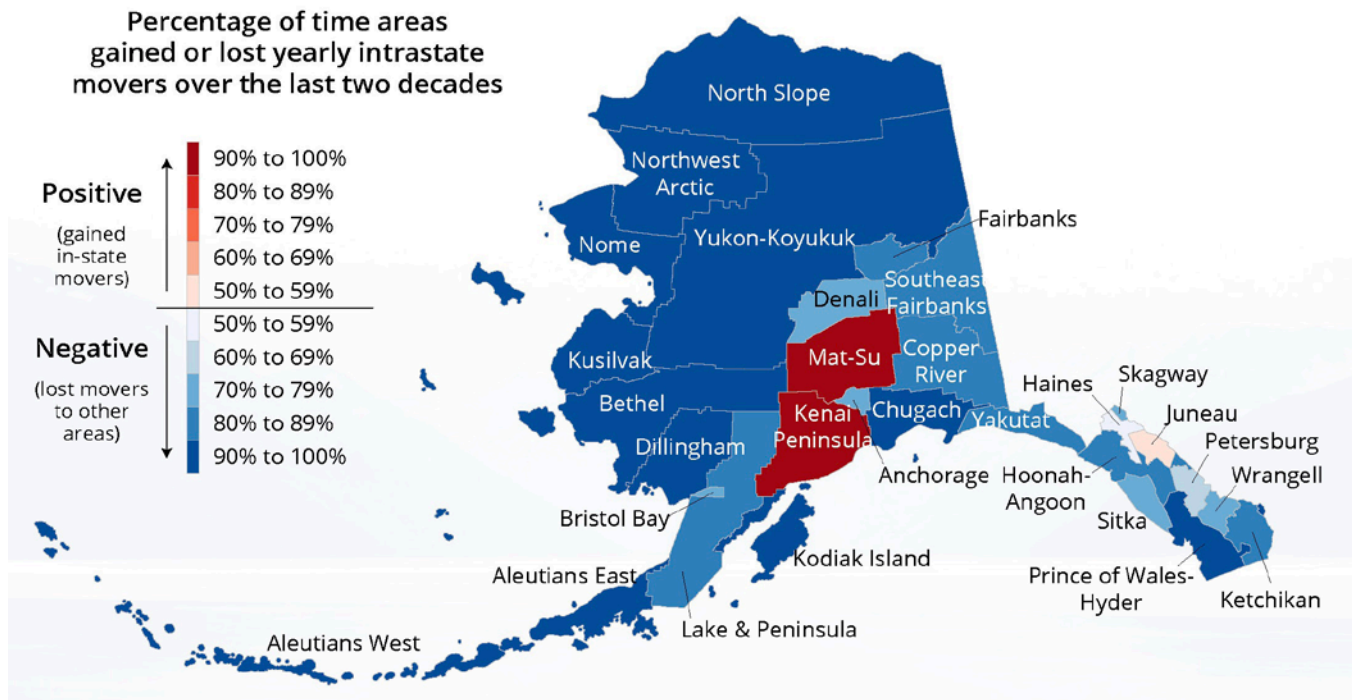 Percentage of time areas
gained or lost yearly intrastate
movers over the last two decades
Positive
(gained
in-state
movers)
Negative
(lost movers
to other
areas)
90% to 100%
80% to 89%
70% to 79%
60% to 69%
50% to 59%
50% to 59%
60% to 69%
70% to 79%
80% to 89%
90% to 100%
North Slope
Northwest
Arctic
Nome
Yukon-Koyukuk
Fairbanks
Southeast
Fairbanks
Denali
Mat-Su
Copper
River
Kusilvak
Bethel
Dillingham
Kenai
Peninsula
Chugach
Anchorage
Yakutat
Haines
Skagway
Juneau
Petersburg
Wrangell
Hoonah-
Angoon
Sitka
Prince of Wales-
Hyder
Ketchikan
Bristol Bay
Kodiak Island
Aleutians East
Lake & Peninsula
Aleutians West